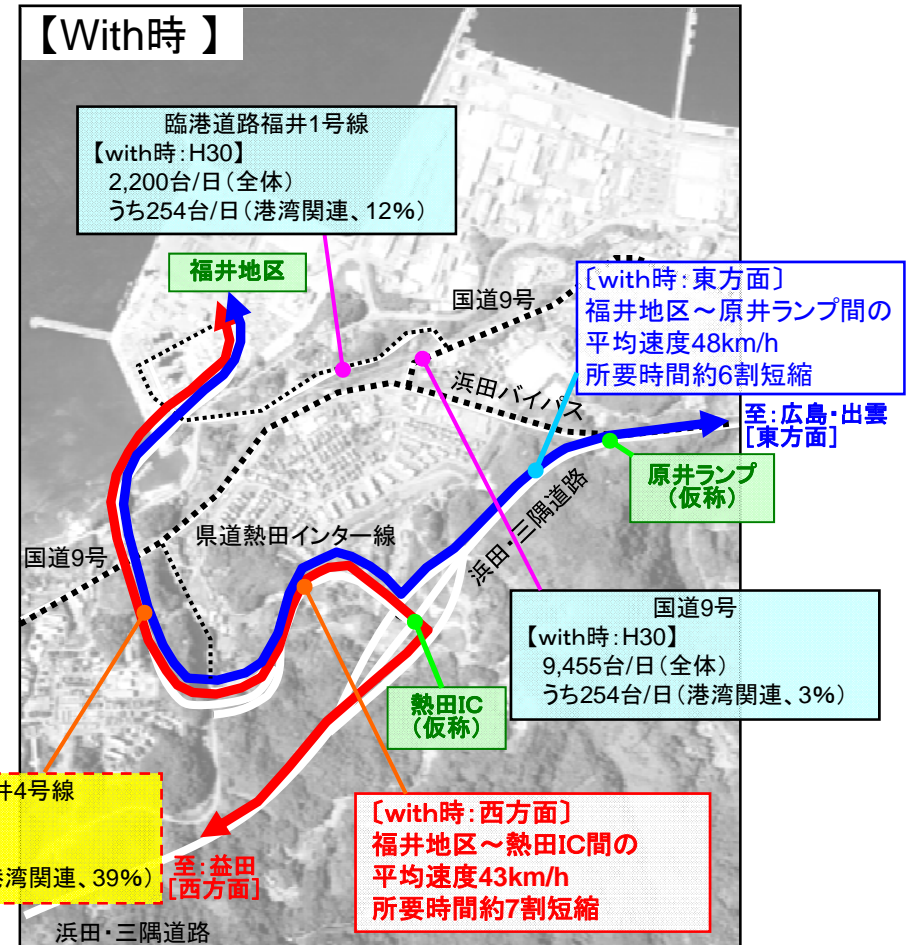 【With時 】
臨港道路福井1号線
【with時:H30】
2,200台/日(全体)
うち254台/日(港湾関連、12%)
福井地区
国道9号
〔with時:東方面〕
福井地区~原井ランプ間の
平均速度48km/h
所要時間約6割短縮
浜田バイパス
至:広島・出雲
[東方面]
原井ランプ
(仮称)
県道熱田インター線
浜田・三隅道路
国道9号
国道9号
【with時:H30】
9,455台/日(全体)
うち254台/日(港湾関連、3%)
熱田IC
(仮称)
井4号線
港湾関連、39%)
至:益田
[西方面]
〔with時:西方面〕
福井地区~熱田IC間の
平均速度43km/h
所要時間約7割短縮
浜田・三隅道路